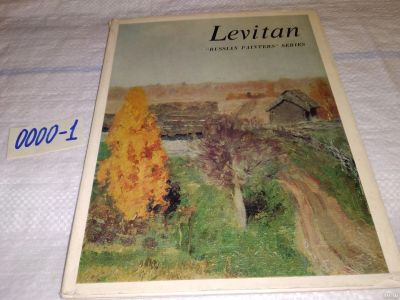 Levitan
"RUSSIAN PAINTERS" SERIES
0000-1